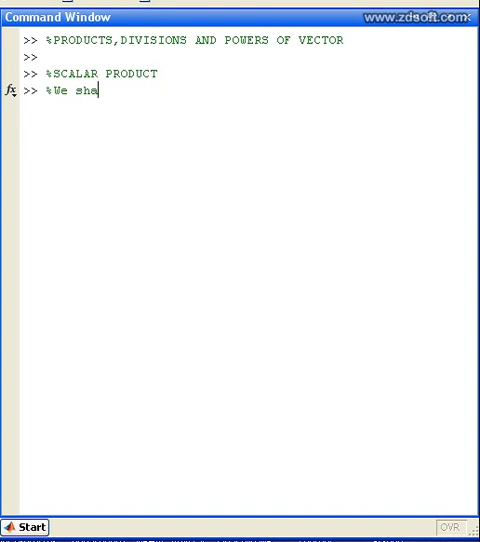 Command Window
www.zdsoft.com
>> %PRODUCTS,DIVISIONS AND POWERS OF VECTOR
>>
>> %SCALAR PRODUCT
fx >> %We sha
Start
OVR